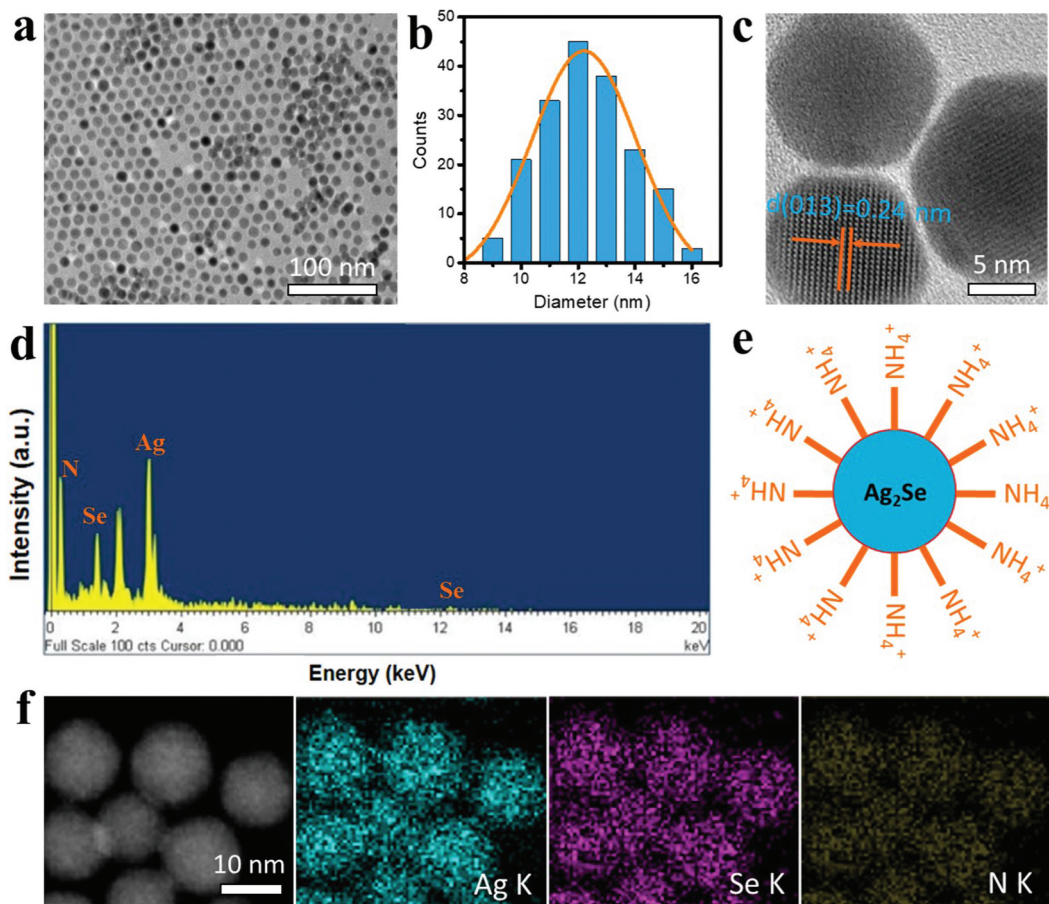 a
100 nm
b
50
40
30
20
10
0
Counts
8 10 12 14 16
Diameter (nm)
c
d(013)=0.24 nm
5 nm
d
Intensity (a.u.)
N
Se
Ag
Se
0 2 4 6 8 10 12 14 16 18 20
Full Scale 100 cts Cursor: 0.000 keV
Energy (keV)
e
NH4+
NH4+
NH4+
NH4+
NH4
NH4+
NH4+
NH4+
NH4+
NH4+
NH4+
NH4+
Ag₂Se
f
10 nm
Ag K
Se K
N K